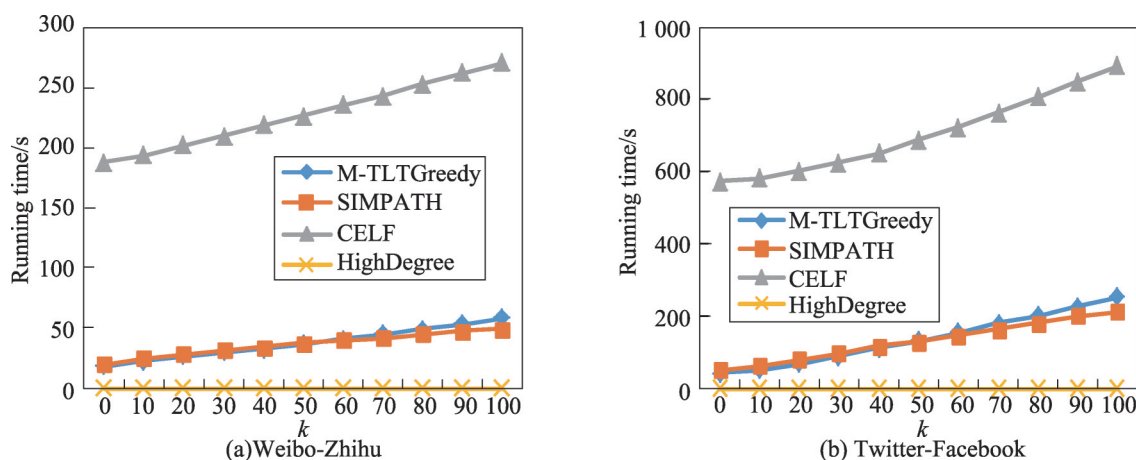 300
250
200
150
100
50
0
Running time/s
M-TLTGreedy
SIMPATH
CELF
HighDegree
0 10 20 30 40 50 60 70 80 90 100
k
(a)Weibo-Zhihu
1 000
800
600
400
200
0
Running time/s
M-TLTGreedy
SIMPATH
CELF
HighDegree
0 10 20 30 40 50 60 70 80 90 100
k
(b) Twitter-Facebook